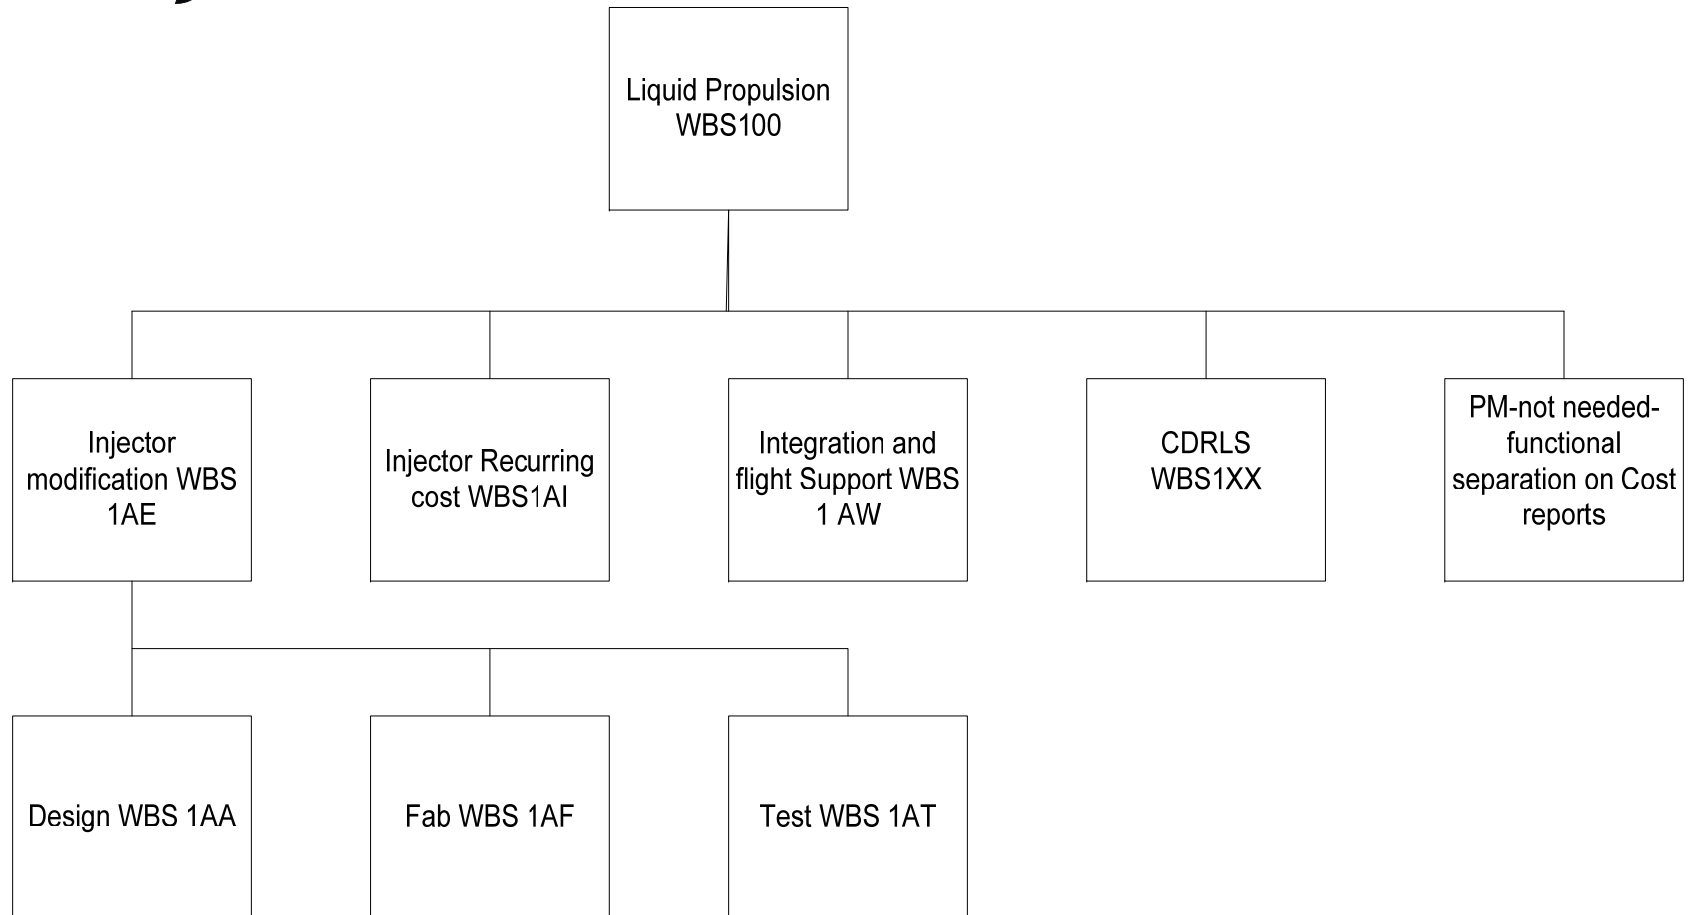 Liquid Propulsion
WBS100
Injector
modification WBS
1AE
Injector Recurring
cost WBS1AI
Integration and
flight Support WBS
1 AW
CDRLS
WBS1XX
PM-not needed-
functional
separation on Cost
reports
Design WBS 1AA
Fab WBS 1AF
Test WBS 1AT